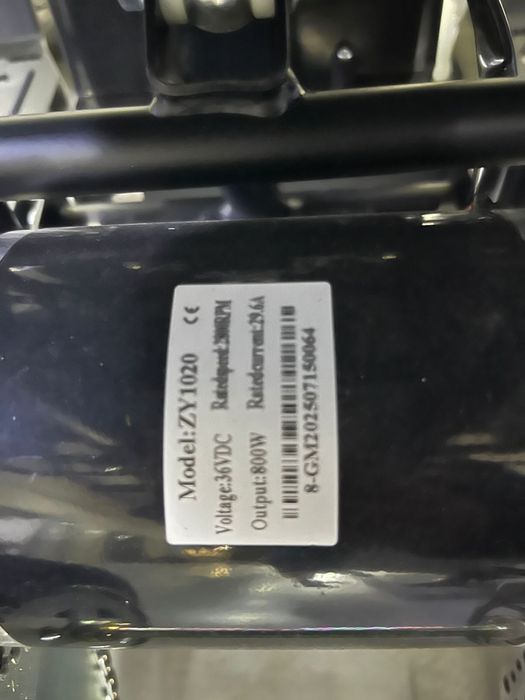 Model:ZY1020 CE
Voltage:36VDC Ratedspeed:2800RPM
Output:800W Ratedcurrent:29.6A
8-GM202507150064